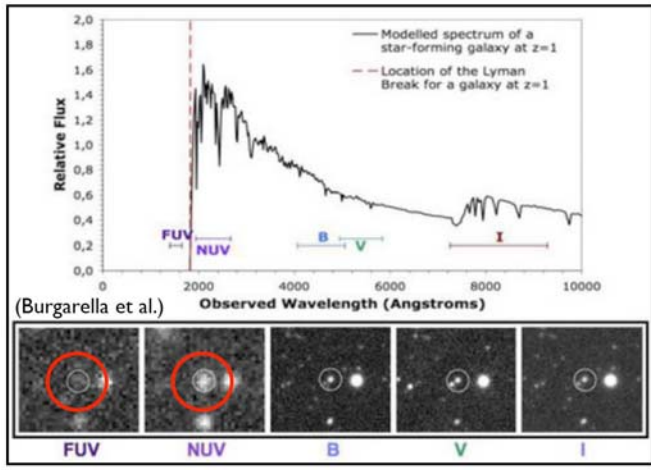 Modelled spectrum of a
star-forming galaxy at z=1
Location of the Lyman
Break for a galaxy at z=1
Relative Flux
2,0
1,8
1,6
1,4
1,2
1,0
0,8
0,6
0,4
0,2
0,0
FUV
NUV
B
V
I
0
2000
4000
6000
8000
10000
(Burgarella et al.)
Observed Wavelength (Angstroms)
FUV
NUV
B
V
I